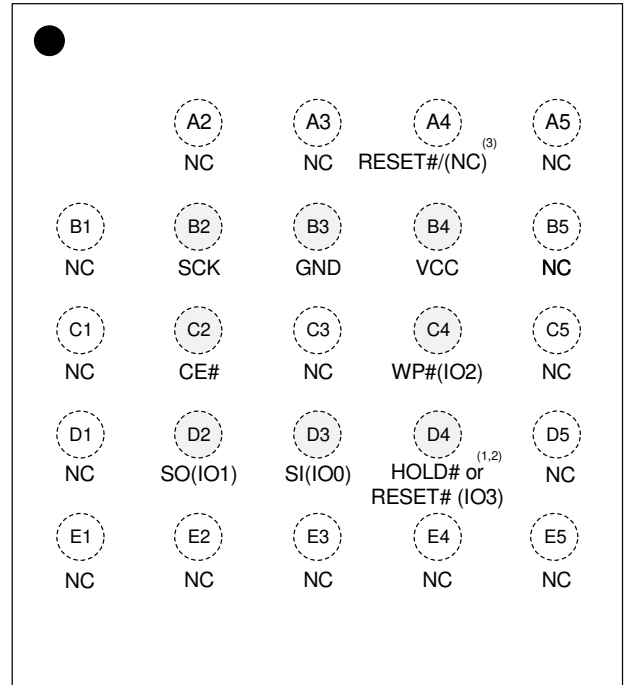 A2 A3 A4 A5
(3)
NC NC RESET#/(NC) NC
B1 B2 B3 B4 B5
NC SCK GND VCC NC
C1 C2 C3 C4 C5
NC CE# NC WP#(IO2) NC
D1 D2 D3 D4 D5
(1,2)
NC SO(IO1) SI(IO0) HOLD# or NC
RESET# (IO3)
E1 E2 E3 E4 E5
NC NC NC NC NC